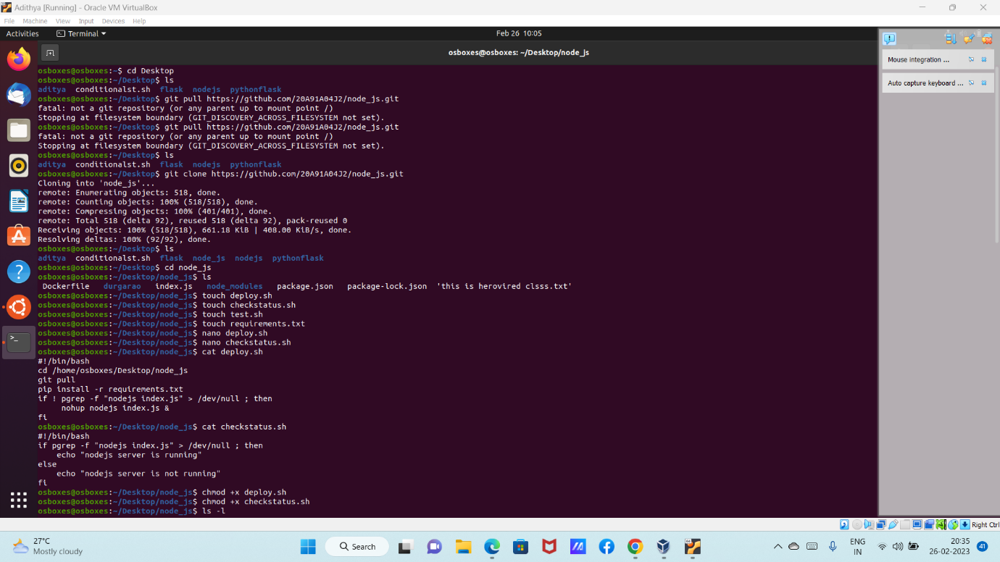 Adithya [Running] - Oracle VM VirtualBox
File Machine View Input Devices Help
Activities Terminal Feb 26 10:05
osboxes@osboxes: ~/Desktop/node_js
Mouse integration ...
Auto capture keyboard ...
osboxes@osboxes:~$ cd Desktop
osboxes@osboxes:~/Desktop$ ls
aditya conditionalst.sh flask nodejs pythonflask
osboxes@osboxes:~/Desktop$ git pull https://github.com/20A91A04J2/node_js.git
fatal: not a git repository (or any parent up to mount point /)
Stopping at filesystem boundary (GIT_DISCOVERY_ACROSS_FILESYSTEM not set).
osboxes@osboxes:~/Desktop$ git pull https://github.com/20A91A04J2/node_js.git
fatal: not a git repository (or any parent up to mount point /)
Stopping at filesystem boundary (GIT_DISCOVERY_ACROSS_FILESYSTEM not set).
osboxes@osboxes:~/Desktop$ ls
aditya conditionalst.sh flask nodejs pythonflask
osboxes@osboxes:~/Desktop$ git clone https://github.com/20A91A04J2/node_js.git
Cloning into 'node_js'...
remote: Enumerating objects: 518, done.
remote: Counting objects: 100% (518/518), done.
remote: Compressing objects: 100% (401/401), done.
remote: Total 518 (delta 92), reused 518 (delta 92), pack-reused 0
Receiving objects: 100% (518/518), 661.18 KiB | 408.00 KiB/s, done.
Resolving deltas: 100% (92/92), done.
osboxes@osboxes:~/Desktop$ ls
aditya conditionalst.sh flask node_js nodejs pythonflask
osboxes@osboxes:~/Desktop$ cd node_js
osboxes@osboxes:~/Desktop/node_js$ ls
Dockerfile durgarao index.js node_modules package.json package-lock.json 'this is herovired clsss.txt'
osboxes@osboxes:~/Desktop/node_js$ touch deploy.sh
osboxes@osboxes:~/Desktop/node_js$ touch checkstatus.sh
osboxes@osboxes:~/Desktop/node_js$ touch test.sh
osboxes@osboxes:~/Desktop/node_js$ touch requirements.txt
osboxes@osboxes:~/Desktop/node_js$ nano deploy.sh
osboxes@osboxes:~/Desktop/node_js$ nano checkstatus.sh
osboxes@osboxes:~/Desktop/node_js$ cat deploy.sh
#!/bin/bash
cd /home/osboxes/Desktop/node_js
git pull
pip install -r requirements.txt
if ! pgrep -f "nodejs index.js" > /dev/null ; then
nohup nodejs index.js &
fi
osboxes@osboxes:~/Desktop/node_js$ cat checkstatus.sh
#!/bin/bash
if pgrep -f "nodejs index.js" > /dev/null ; then
echo "nodejs server is running"
else
echo "nodejs server is not running"
fi
osboxes@osboxes:~/Desktop/node_js$ chmod +x deploy.sh
osboxes@osboxes:~/Desktop/node_js$ chmod +x checkstatus.sh
osboxes@osboxes:~/Desktop/node_js$ ls -l
Right Ctrl
27°C
Mostly cloudy
Search
ENG
IN
20:35
26-02-2023
41